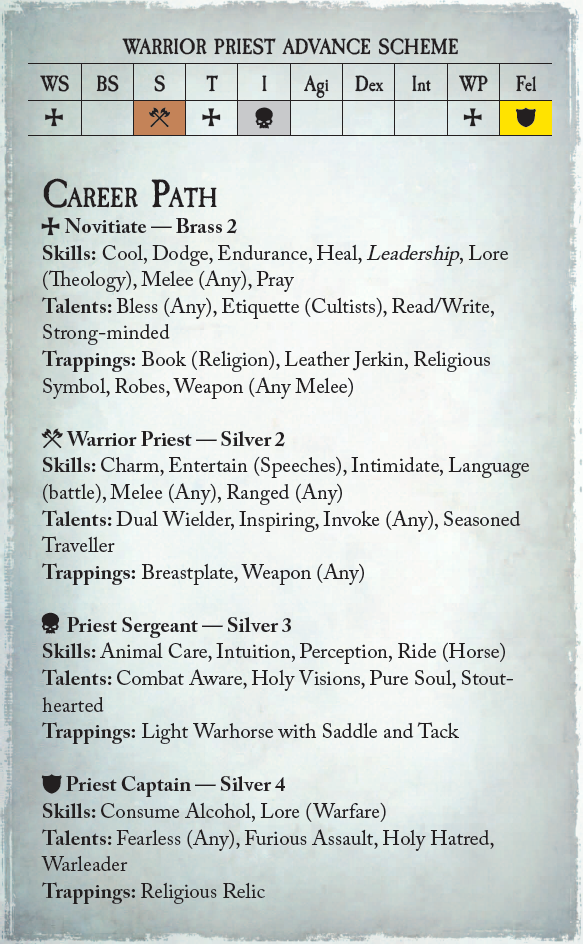 WARRIOR PRIEST ADVANCE SCHEME
WS BS S T I Agi Dex Int WP Fel
CAREER PATH
Novitiate — Brass 2
Skills: Cool, Dodge, Endurance, Heal, Leadership, Lore
(Theology), Melee (Any), Pray
Talents: Bless (Any), Etiquette (Cultists), Read/Write,
Strong-minded
Trappings: Book (Religion), Leather Jerkin, Religious
Symbol, Robes, Weapon (Any Melee)
Warrior Priest — Silver 2
Skills: Charm, Entertain (Speeches), Intimidate, Language
(battle), Melee (Any), Ranged (Any)
Talents: Dual Wielder, Inspiring, Invoke (Any), Seasoned
Traveller
Trappings: Breastplate, Weapon (Any)
Priest Sergeant — Silver 3
Skills: Animal Care, Intuition, Perception, Ride (Horse)
Talents: Combat Aware, Holy Visions, Pure Soul, Stout-
hearted
Trappings: Light Warhorse with Saddle and Tack
Priest Captain — Silver 4
Skills: Consume Alcohol, Lore (Warfare)
Talents: Fearless (Any), Furious Assault, Holy Hatred,
Warleader
Trappings: Religious Relic